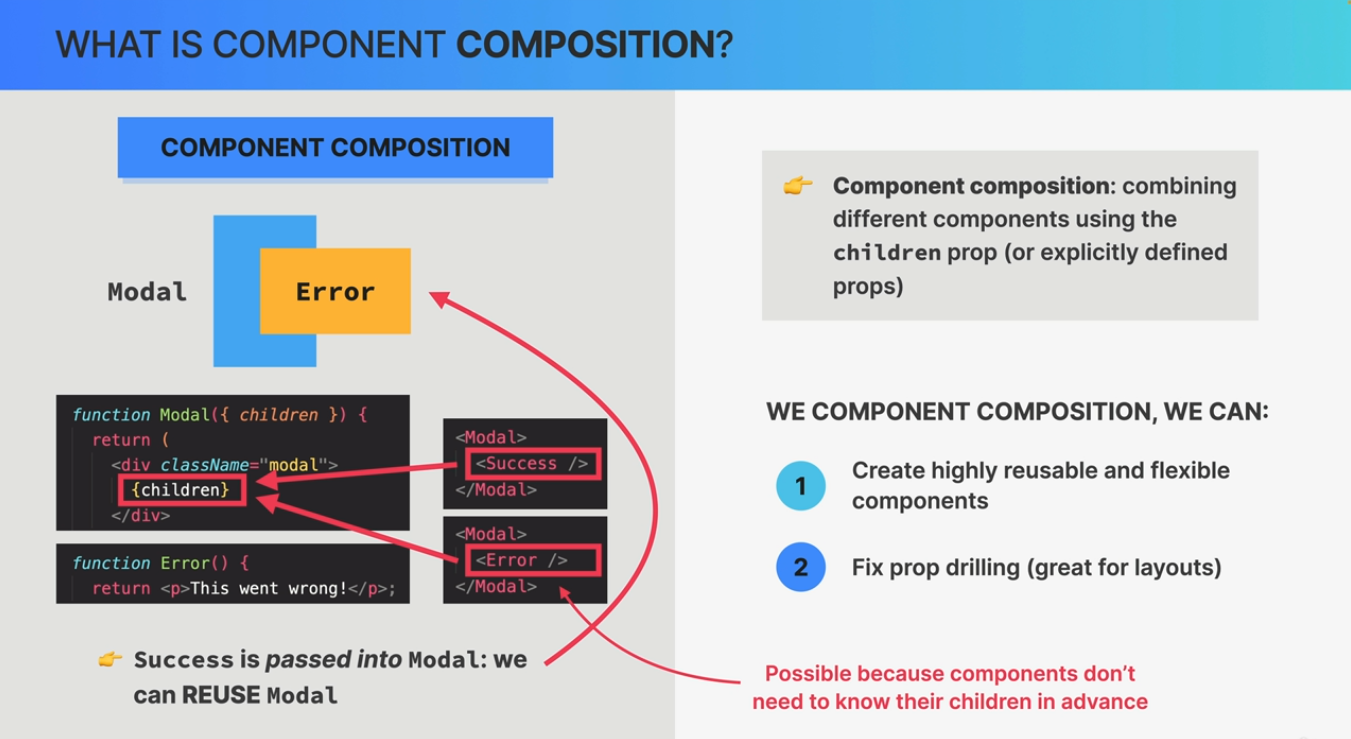 WHAT IS COMPONENT COMPOSITION?
COMPONENT COMPOSITION
Modal
Error
function Modal({ children }) {
return (
<div className="modal">
{children}
</div>
function Error() {
return <p>This went wrong!</p>;
<Modal>
<Success />
</Modal>
<Modal>
<Error />
</Modal>
👉 Success is passed into Modal: we
can REUSE Modal
👉 Component composition: combining
different components using the
children prop (or explicitly defined
props)
WE COMPONENT COMPOSITION, WE CAN:
1 Create highly reusable and flexible
components
2 Fix prop drilling (great for layouts)
Possible because components don’t
need to know their children in advance